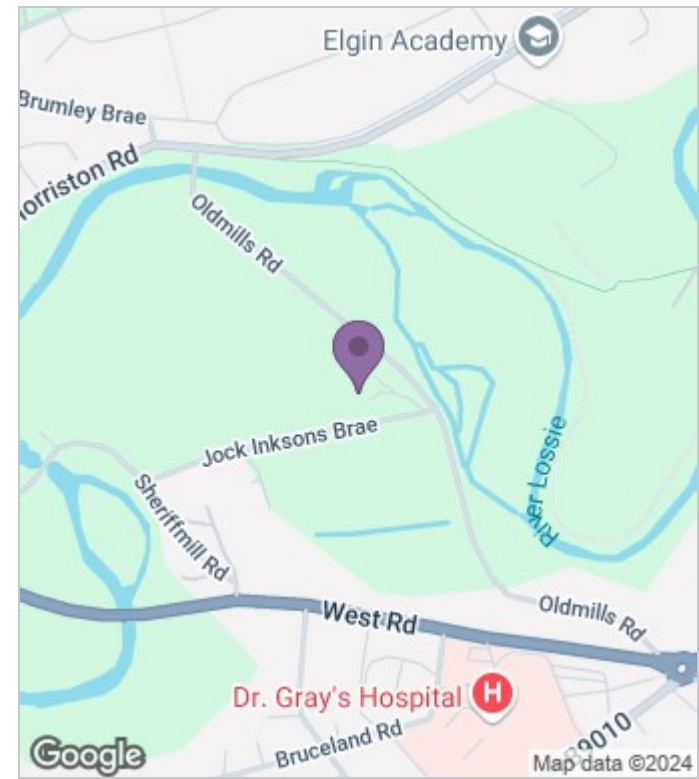 Elgin Academy
Brumley Brae
orriston Rd
Oldmills Rd
Jock Inksons Brae
River Lossie
Sheriffmill Rd
West Rd
Oldmills Rd
Dr. Gray's Hospital H
Bruceland Rd
B9010
Google
Map data ©2024